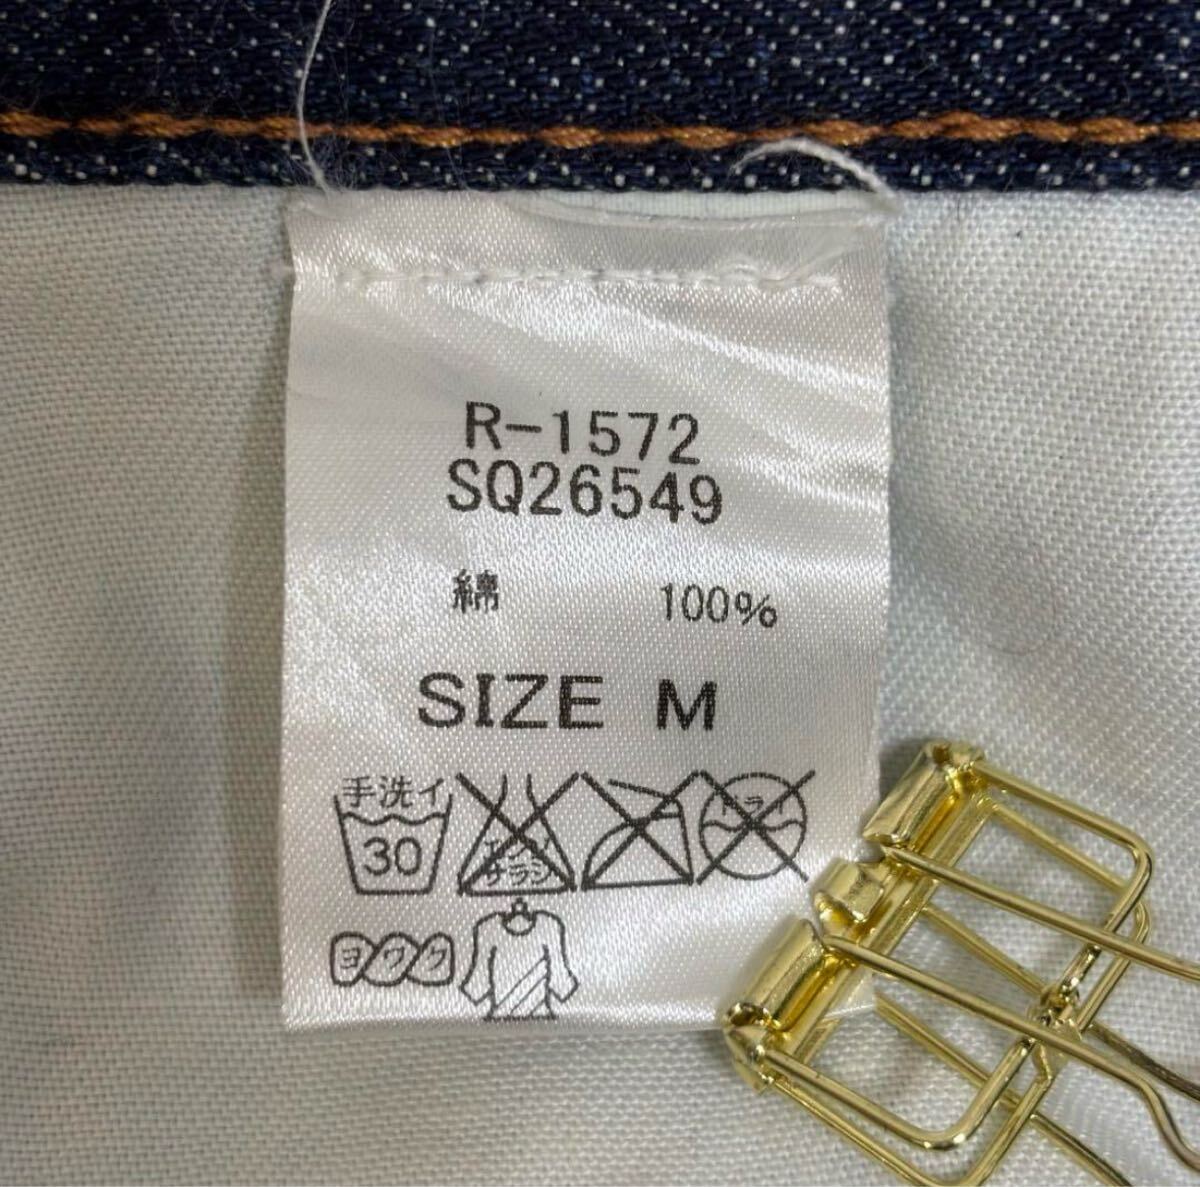 R-1572
SQ26549
綿 100%
SIZE M
手洗イ
30
エンソ
サラシ
ドライ
ヨワク